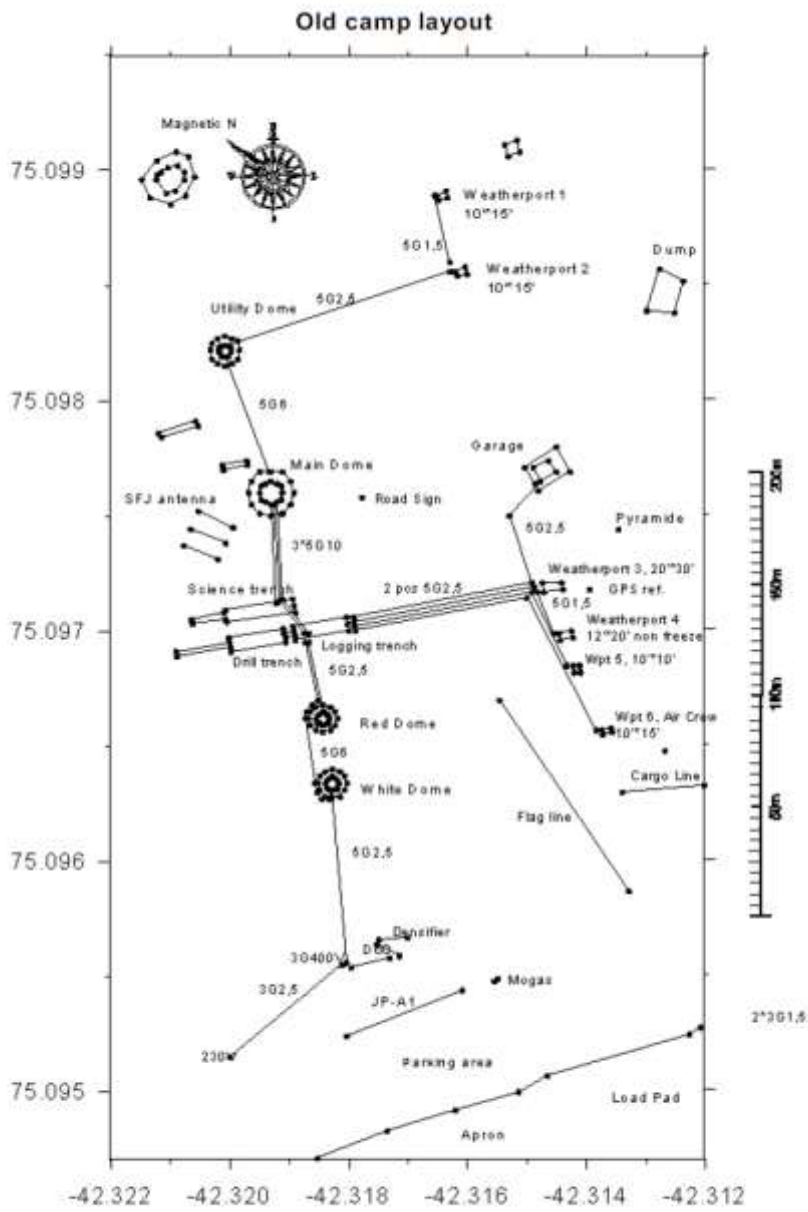 Old camp layout
Magnetic N
75.099
Weatherport 1
10*15'
5G1,5
Weatherport 2
10*15'
Dump
5G2,5
Utility Dome
75.098
5G6
Garage
Main Dome
200m
SFJ antenna
Road Sign
Pyramide
5G2,5
3*5G10
Weatherport 3, 20*30'
Science trench
2 pcs 5G2,5
GPS ref.
150m
5G1,5
Weatherport 4
12*20' non freeze
75.097
Logging trench
Drill trench
5G2,5
Wpt 5, 10*10'
100m
Red Dome
Wpt 6, Air Crew
10*15'
5G6
White Dome
Cargo Line
50m
Flag line
5G2,5
75.096
Densifier
3G400V
3G2,5
Mogas
JP-A1
2*3G1,5
230V
Parking area
75.095
Load Pad
Apron
-42.322
-42.320
-42.318
-42.316
-42.314
-42.312